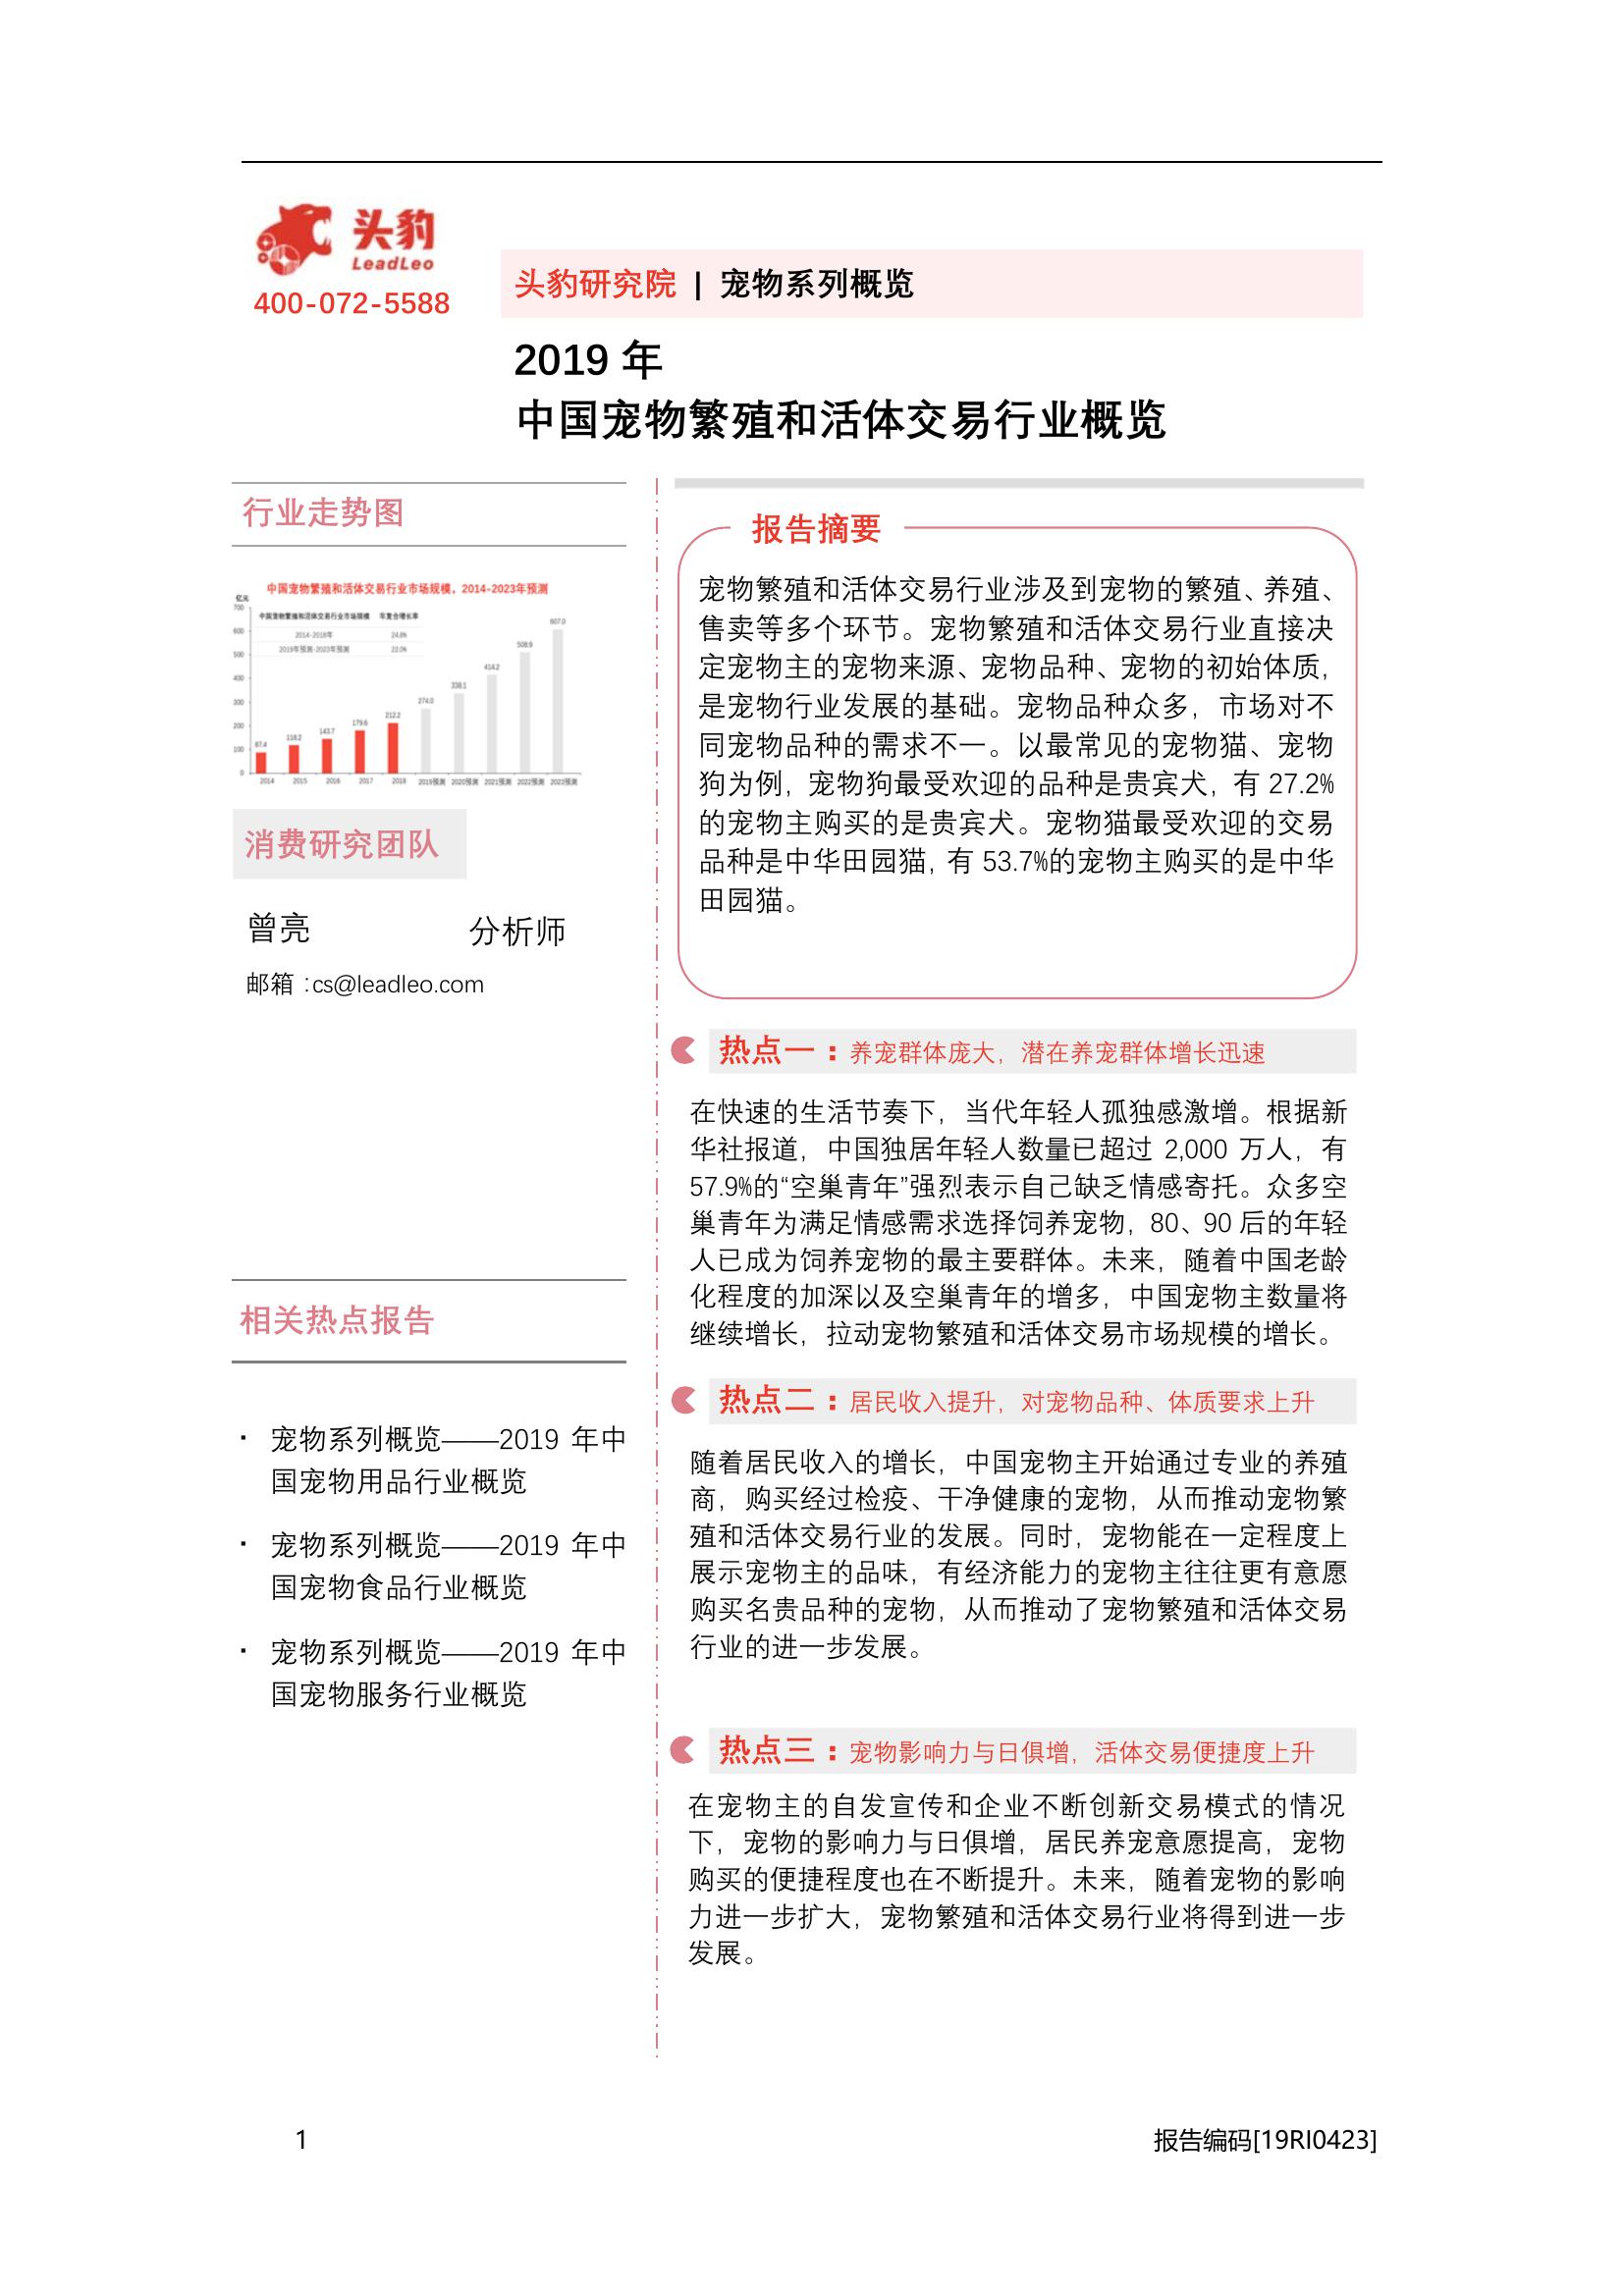 头豹
LeadLeo
400-072-5588
头豹研究院 | 宠物系列概览
2019 年
中国宠物繁殖和活体交易行业概览
行业走势图
中国宠物繁殖和活体交易行业市场规模，2014-2023年预测
亿元
中国宠物繁殖和活体交易行业市场规模 年复合增长率
2014-2018年 24.8%
2019年预测-2023年预测 22.0%
700
600
500
400
300
200
100
0
87.4
118.2
143.7
179.6
212.2
274.0
338.1
414.2
508.9
607.0
2014 2015 2016 2017 2018 2019预测 2020预测 2021预测 2022预测 2023预测
消费研究团队
曾亮 分析师
邮箱 :cs@leadleo.com
相关热点报告
宠物系列概览——2019 年中
国宠物用品行业概览
宠物系列概览——2019 年中
国宠物食品行业概览
宠物系列概览——2019 年中
国宠物服务行业概览
报告摘要
宠物繁殖和活体交易行业涉及到宠物的繁殖、养殖、
售卖等多个环节。宠物繁殖和活体交易行业直接决
定宠物主的宠物来源、宠物品种、宠物的初始体质，
是宠物行业发展的基础。宠物品种众多，市场对不
同宠物品种的需求不一。以最常见的宠物猫、宠物
狗为例，宠物狗最受欢迎的品种是贵宾犬，有 27.2%
的宠物主购买的是贵宾犬。宠物猫最受欢迎的交易
品种是中华田园猫，有 53.7%的宠物主购买的是中华
田园猫。
热点一：养宠群体庞大，潜在养宠群体增长迅速
在快速的生活节奏下，当代年轻人孤独感激增。根据新
华社报道，中国独居年轻人数量已超过 2,000 万人，有
57.9%的“空巢青年”强烈表示自己缺乏情感寄托。众多空
巢青年为满足情感需求选择饲养宠物，80、90 后的年轻
人已成为饲养宠物的最主要群体。未来，随着中国老龄
化程度的加深以及空巢青年的增多，中国宠物主数量将
继续增长，拉动宠物繁殖和活体交易市场规模的增长。
热点二：居民收入提升，对宠物品种、体质要求上升
随着居民收入的增长，中国宠物主开始通过专业的养殖
商，购买经过检疫、干净健康的宠物，从而推动宠物繁
殖和活体交易行业的发展。同时，宠物能在一定程度上
展示宠物主的品味，有经济能力的宠物主往往更有意愿
购买名贵品种的宠物，从而推动了宠物繁殖和活体交易
行业的进一步发展。
热点三：宠物影响力与日俱增，活体交易便捷度上升
在宠物主的自发宣传和企业不断创新交易模式的情况
下，宠物的影响力与日俱增，居民养宠意愿提高，宠物
购买的便捷程度也在不断提升。未来，随着宠物的影响
力进一步扩大，宠物繁殖和活体交易行业将得到进一步
发展。
1
报告编码[19RI0423]